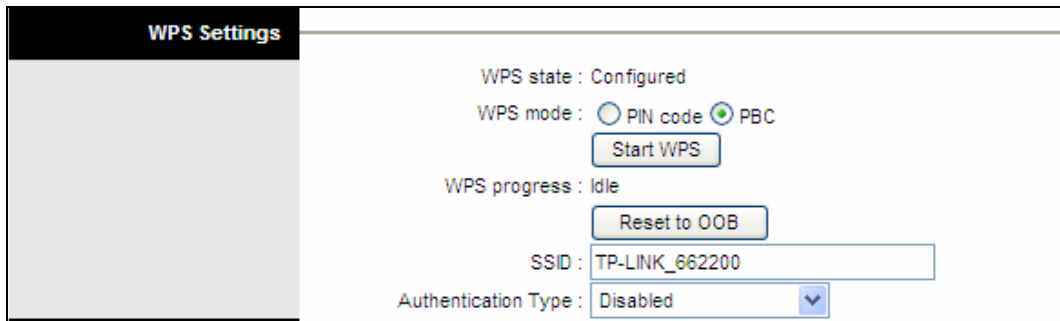 WPS Settings
WPS state : Configured
WPS mode : PIN code PBC
Start WPS
WPS progress : Idle
Reset to OOB
SSID : TP-LINK_662200
Authentication Type : Disabled